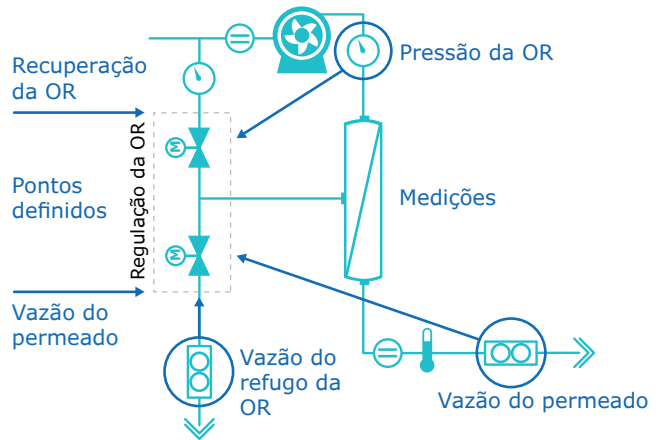 Pressão da OR
Recuperação
da OR
Regulação da OR
M
Pontos
definidos
Medições
M
Vazão do
permeado
Vazão do
refugo da
OR
Vazão do permeado